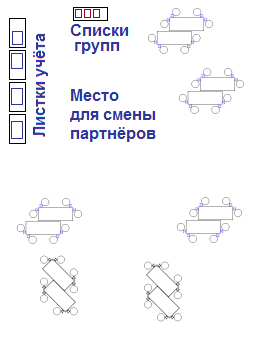 Списки
групп
Листки учёта
Место
для смены
партнёров